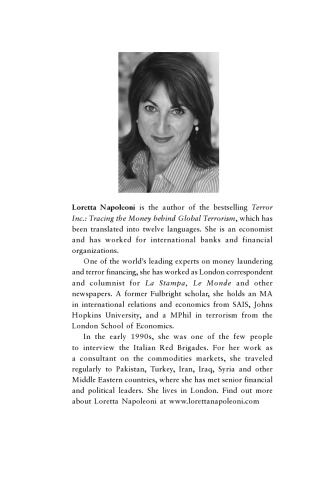 Loretta Napoleoni is the author of the bestselling Terror
Inc.: Tracing the Money behind Global Terrorism, which has
been translated into twelve languages. She is an economist
and has worked for international banks and financial
organizations.
One of the world's leading experts on money laundering
and terror financing, she has worked as London correspondent
and columnist for La Stampa, Le Monde and other
newspapers. A former Fulbright scholar, she holds an MA
in international relations and economics from SAIS, Johns
Hopkins University, and a MPhil in terrorism from the
London School of Economics.
In the early 1990s, she was one of the few people
to interview the Italian Red Brigades. For her work as
a consultant on the commodities markets, she traveled
regularly to Pakistan, Turkey, Iran, Iraq, Syria and other
Middle Eastern countries, where she has met senior financial
and political leaders. She lives in London. Find out more
about Loretta Napoleoni at www.lorettanapoleoni.com